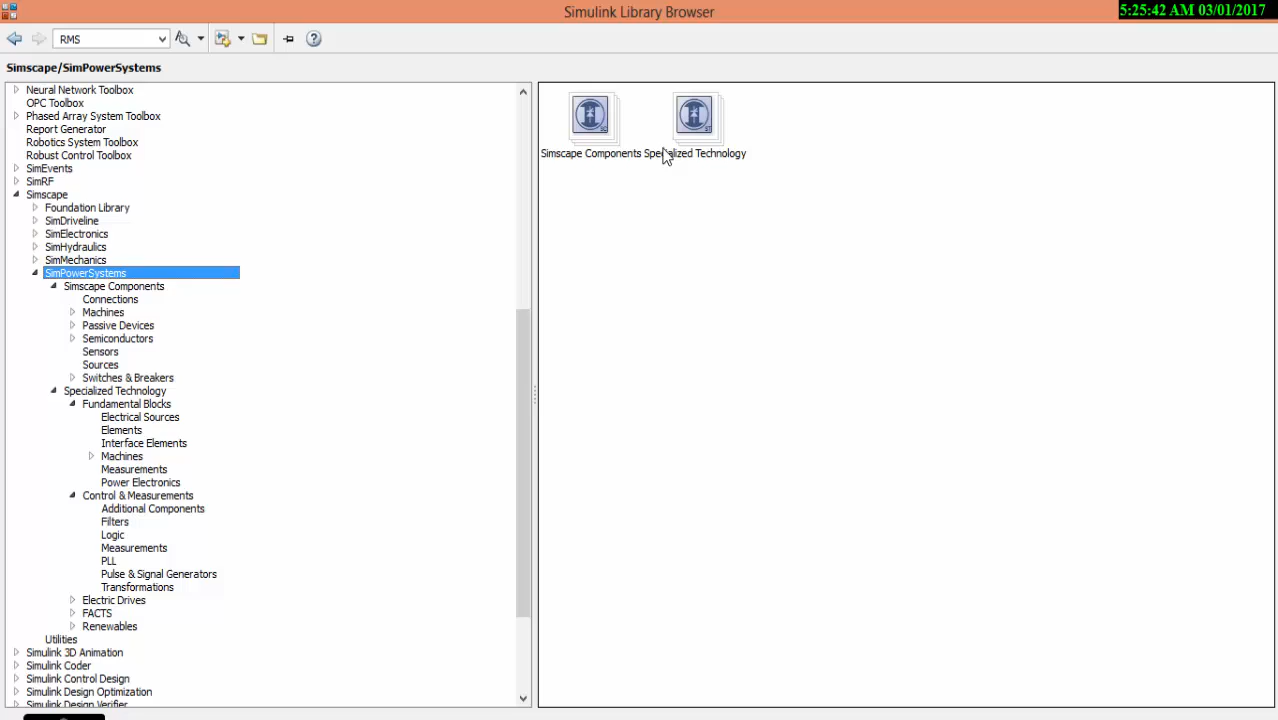 Simulink Library Browser
5:25:42 AM 03/01/2017
RMS
Simscape/SimPowerSystems
Neural Network Toolbox
OPC Toolbox
Phased Array System Toolbox
Report Generator
Robotics System Toolbox
Robust Control Toolbox
SimEvents
SimRF
Simscape
Foundation Library
SimDriveline
SimElectronics
SimHydraulics
SimMechanics
SimPowerSystems
Simscape Components
Connections
Machines
Passive Devices
Semiconductors
Sensors
Sources
Switches & Breakers
Specialized Technology
Fundamental Blocks
Electrical Sources
Elements
Interface Elements
Machines
Measurements
Power Electronics
Control & Measurements
Additional Components
Filters
Logic
Measurements
PLL
Pulse & Signal Generators
Transformations
Electric Drives
FACTS
Renewables
Utilities
Simulink 3D Animation
Simulink Coder
Simulink Control Design
Simulink Design Optimization
Simulink Design Verifier
Simscape Components Specialized Technology